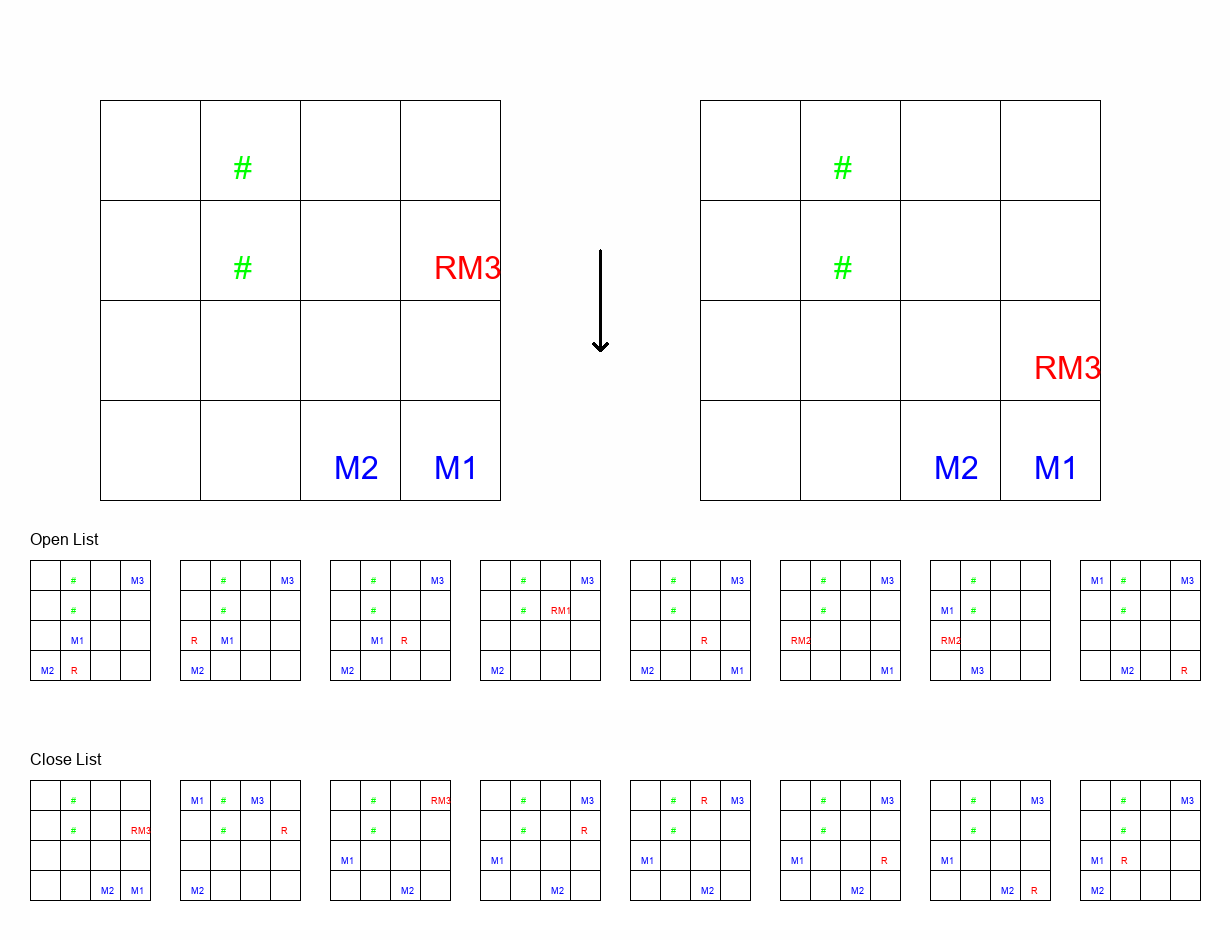 # #
# RM3 #
RM3
M2 M1 M2 M1
Open List
# M3 # M3 # M3 # M3 # M3 # M3 # M1 # M3
# # # # RM1 # # M1 # #
M1 R M1 M1 R R RM2 RM2
M2 R M2 M2 M2 M2 M1 M1 M3 M2 R
Close List
# M1 # M3 # RM3 # M3 # R M3 # M3 # M3 # M3
# RM3 # R # # R # # # #
M1 M1 M1 M1 R M1 M1 R
M2 M1 M2 M2 M2 M2 M2 M2 R M2